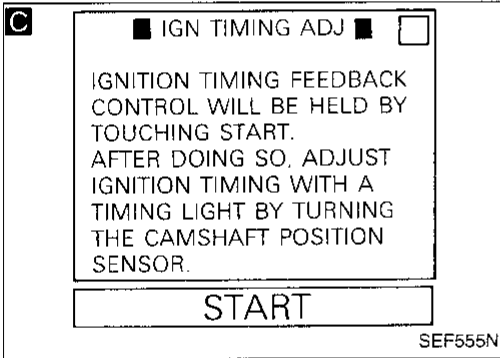 C
■ IGN TIMING ADJ ■
IGNITION TIMING FEEDBACK
CONTROL WILL BE HELD BY
TOUCHING START.
AFTER DOING SO, ADJUST
IGNITION TIMING WITH A
TIMING LIGHT BY TURNING
THE CAMSHAFT POSITION
SENSOR.
START
SEF555N